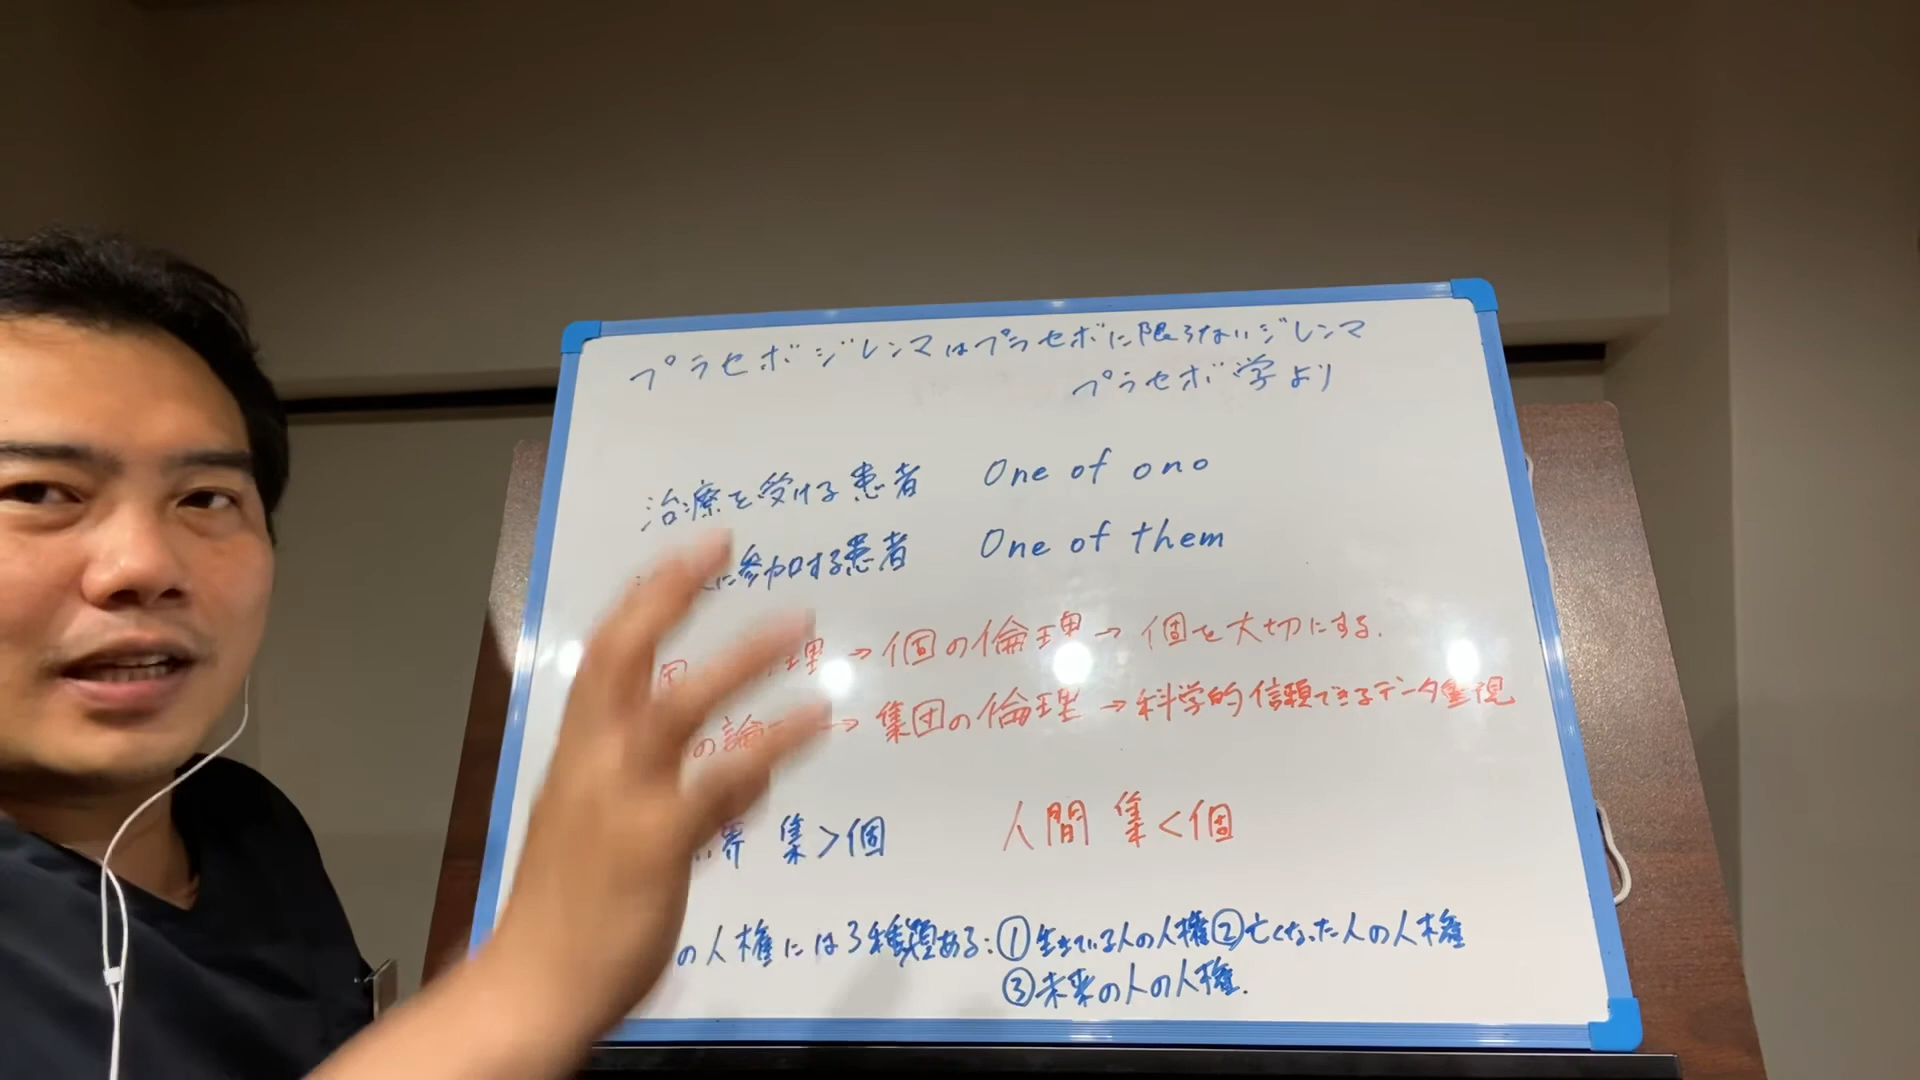 プラセボジレンマはプラセボに限らないジレンマ
プラセボ学より
治療を受ける患者 One of one
に参加する患者 One of them
理→個の倫理→個を大切にする.
の論→集団の倫理→科学的信頼できるデータ重視
界 集>個 人間 集<個
の人権には3種類ある:①生きている人の人権②亡くなった人の人権
③未来の人の人権.